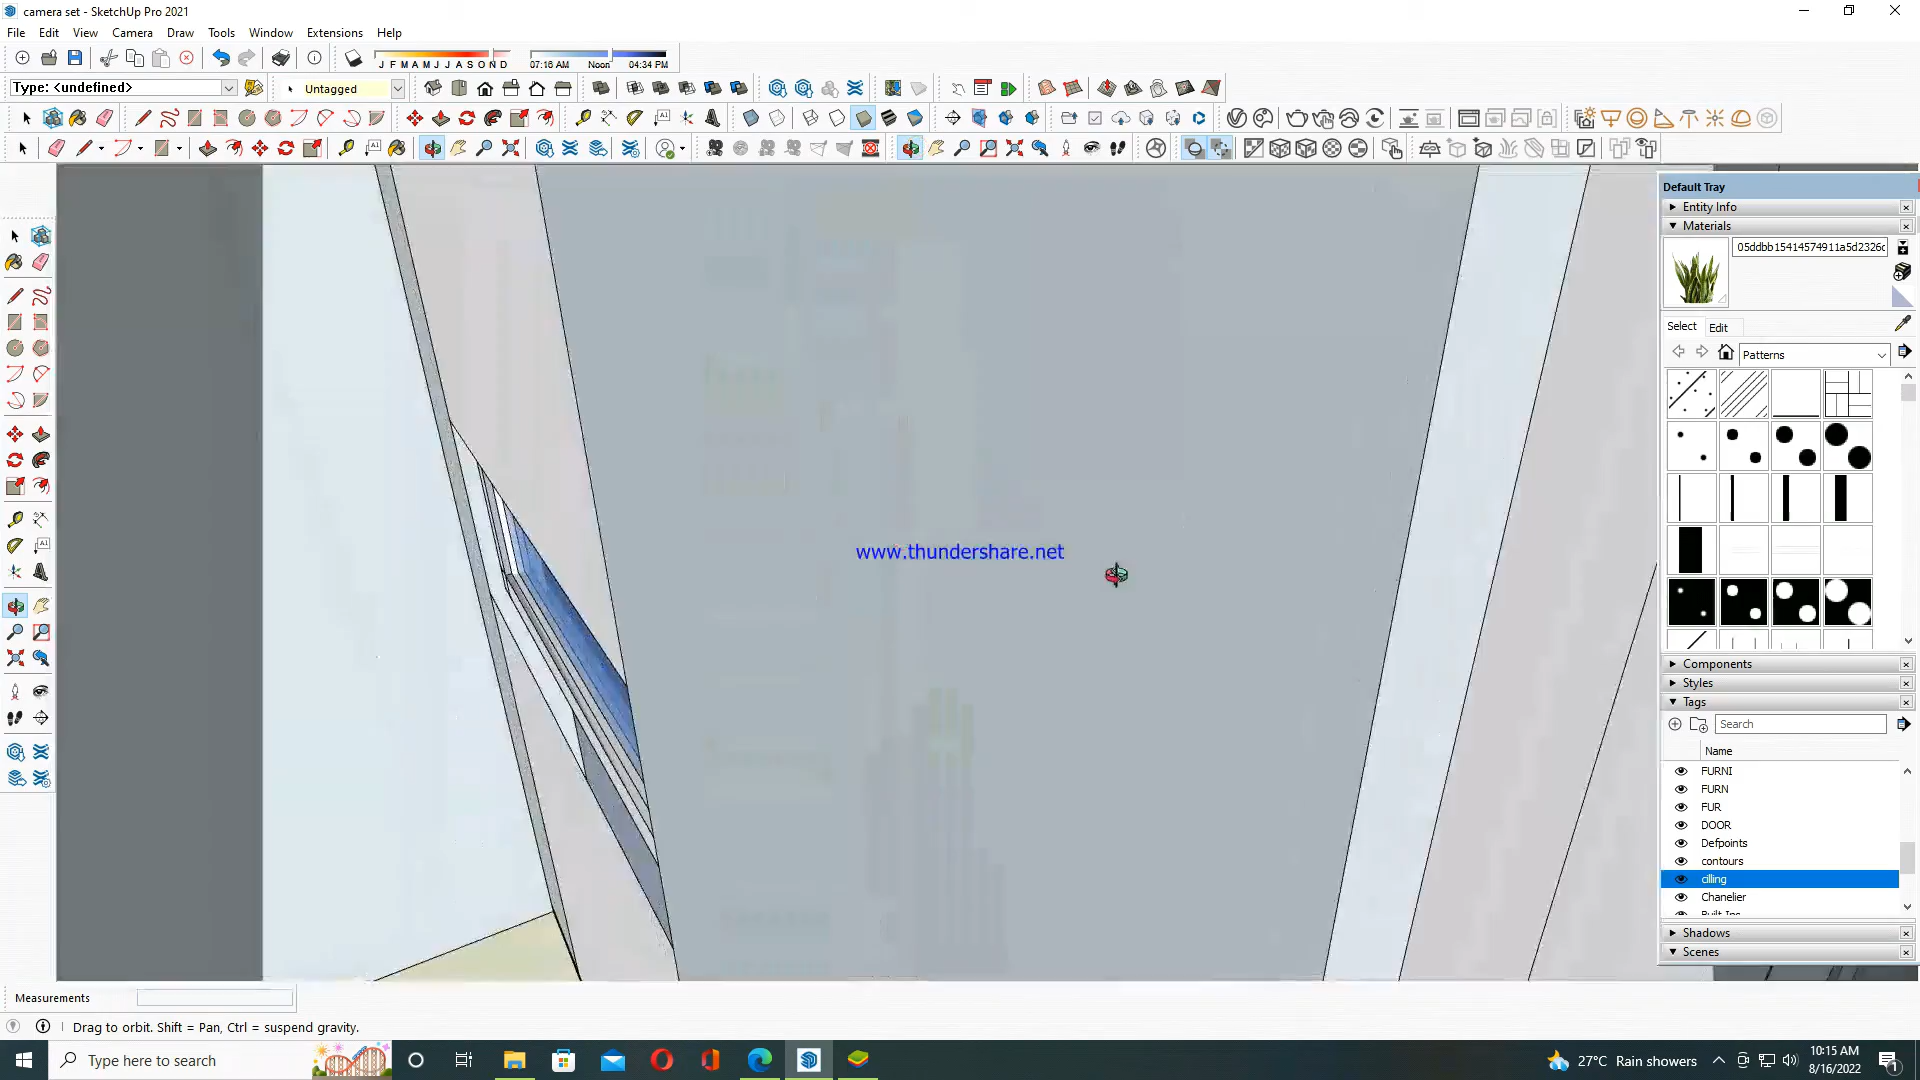 camera set - SketchUp Pro 2021
File Edit View Camera Draw Tools Window Extensions Help
J F M A M J J A S O N D 07:16 AM Noon 04:34 PM
Type: <undefined> Untagged
Default Tray
Entity Info
Materials
Select Edit
Patterns
www.thundershare.net
Components
Styles
Tags
Search
Name
FURNI
FURN
FUR
DOOR
Defpoints
contours
cilling
Chanelier
Shadows
Scenes
Measurements
Drag to orbit. Shift = Pan, Ctrl = suspend gravity.
Type here to search
27°C Rain showers
10:15 AM
8/16/2022